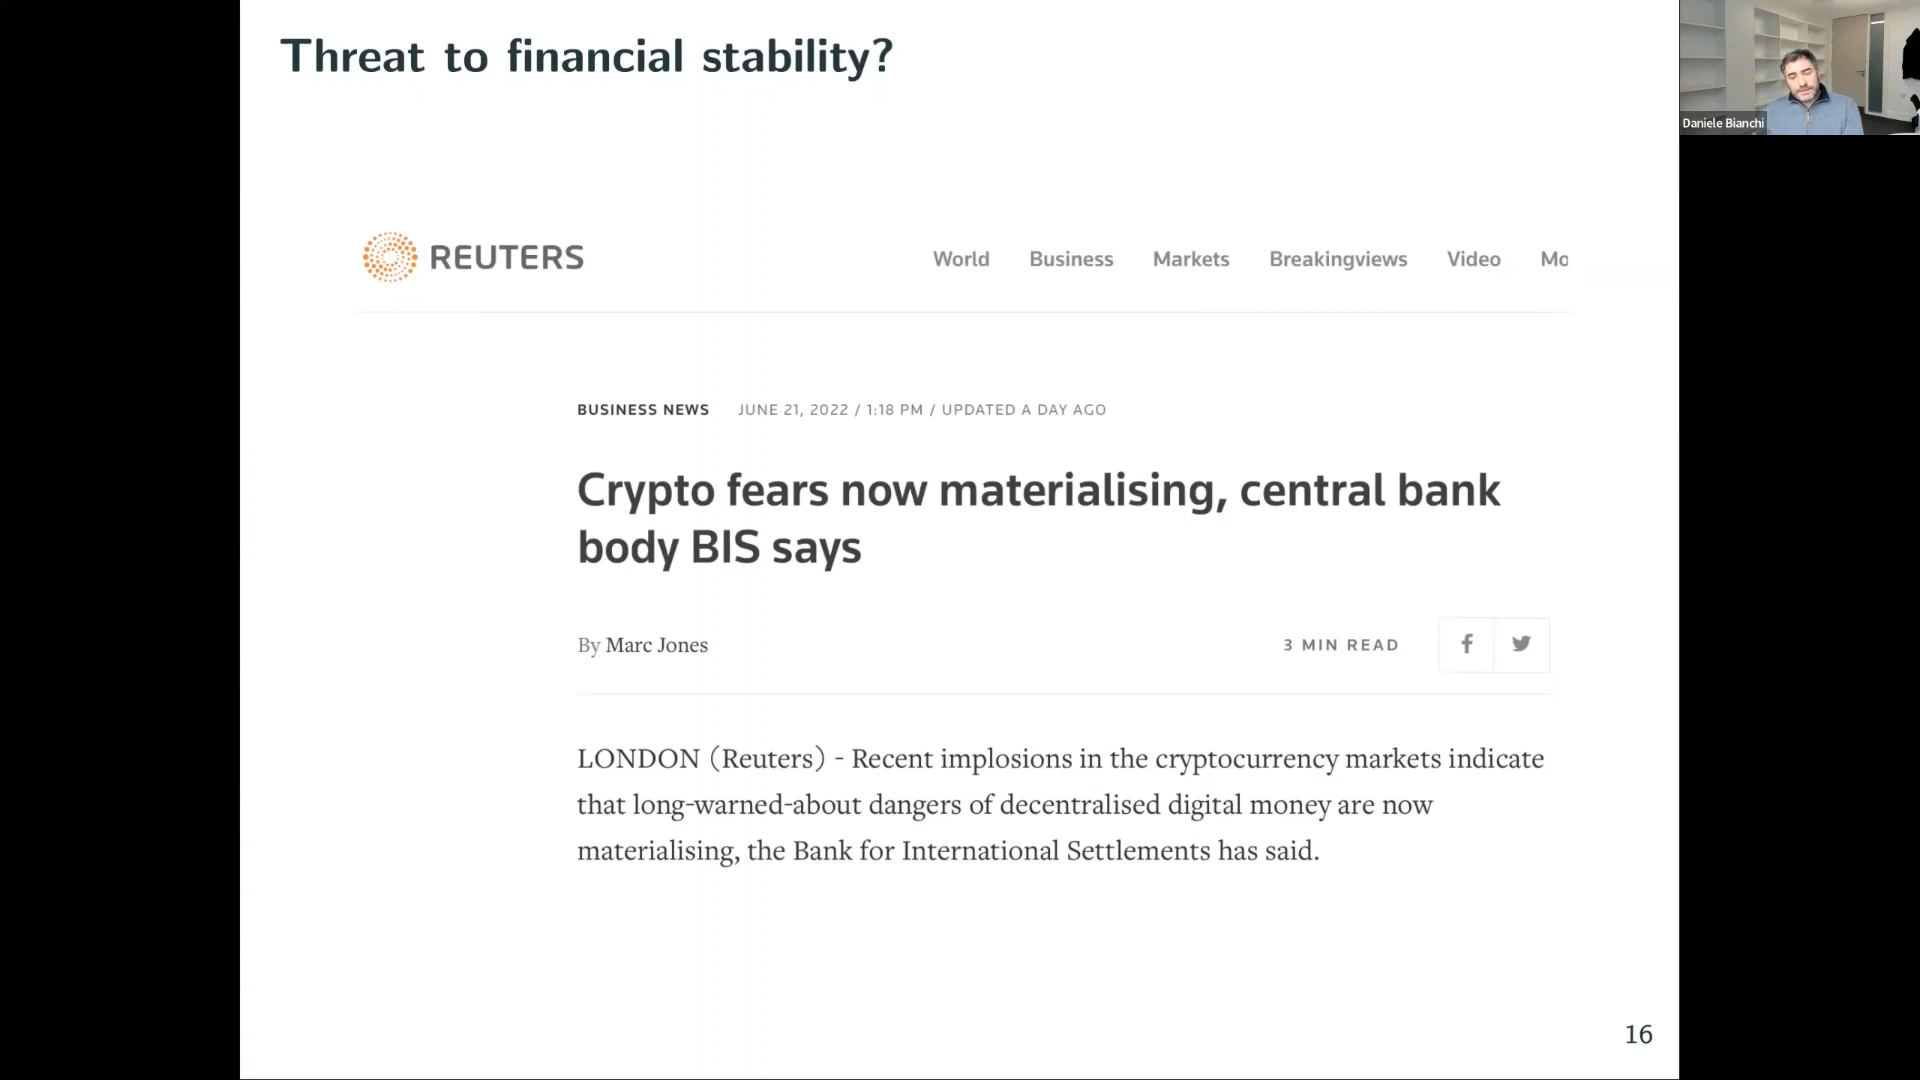 Threat to financial stability?
Daniele Bianchi
REUTERS
World Business Markets Breakingviews Video Mo
BUSINESS NEWS JUNE 21, 2022 / 1:18 PM / UPDATED A DAY AGO
Crypto fears now materialising, central bank
body BIS says
By Marc Jones
3 MIN READ
LONDON (Reuters) - Recent implosions in the cryptocurrency markets indicate
that long-warned-about dangers of decentralised digital money are now
materialising, the Bank for International Settlements has said.
16